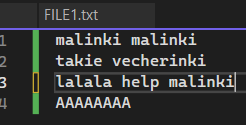 FILE1.txt
1 malinki malinki
2 takie vecherinki
3 lalala help malinki
4 AAAAAAAA